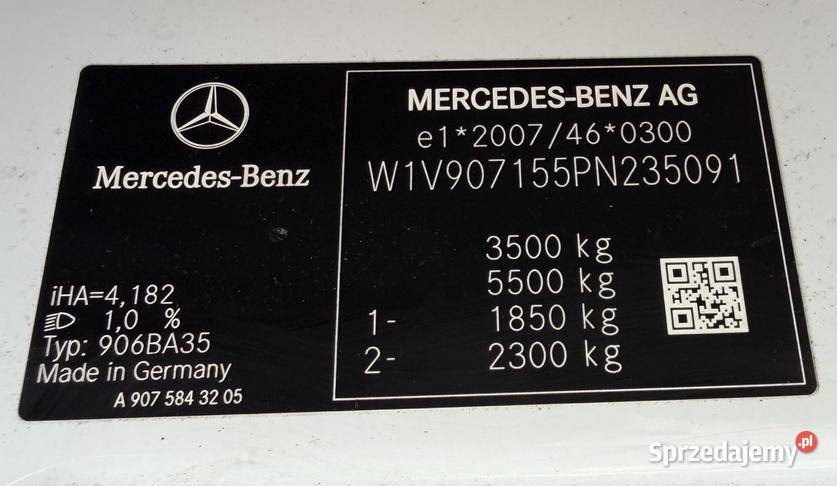 Mercedes-Benz
iHA=4,182
1,0 %
Typ: 906BA35
Made in Germany
A 907 584 32 05
MERCEDES-BENZ AG
e1*2007/46*0300
W1V907155PN235091
3500 kg
5500 kg
1- 1850 kg
2- 2300 kg
Sprzedajemy.pl